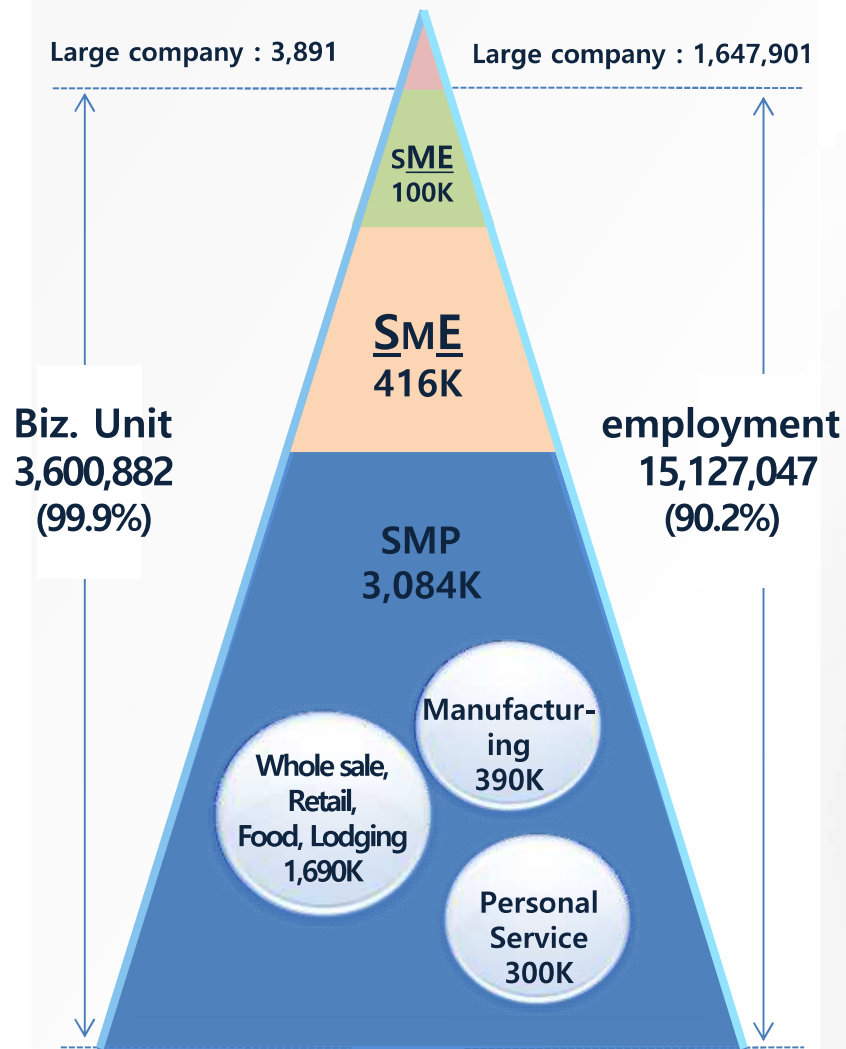 Large company : 3,891
Large company : 1,647,901
sME
100K
SME
416K
Biz. Unit
3,600,882
(99.9%)
employment
15,127,047
(90.2%)
SMP
3,084K
Manufactur-
ing
390K
Whole sale,
Retail,
Food, Lodging
1,690K
Personal
Service
300K